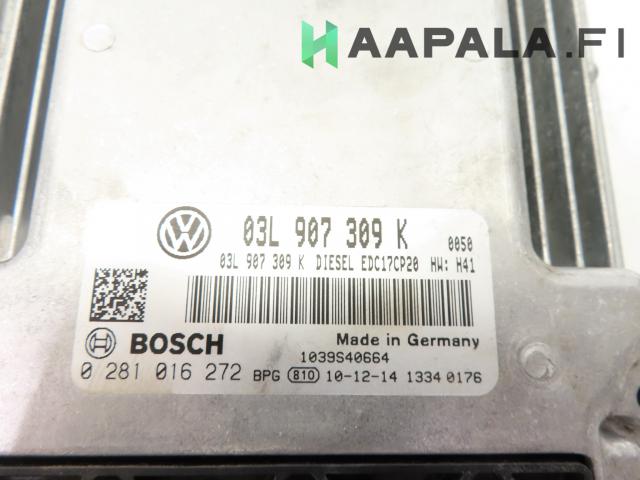 HAAPALA.FI
03L 907 309 K 0050
03L 907 309 K DIESEL EDC17CP20 HW: H41
BOSCH Made in Germany
1039S40664
0 281 016 272 BPG 810 10-12-14 1334 0176